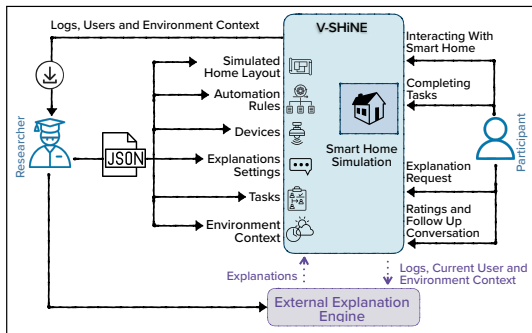 Logs, Users and Environment Context
V-SHiNE
Interacting With
Smart Home
Simulated
Home Layout
Automation
Rules
Completing
Tasks
Researcher
JSON
Devices
Smart Home
Simulation
Participant
Explanations
Settings
Explanation
Request
Tasks
Ratings and
Follow Up
Conversation
Environment
Context
Explanations
Logs, Current User and
Environment Context
External Explanation
Engine